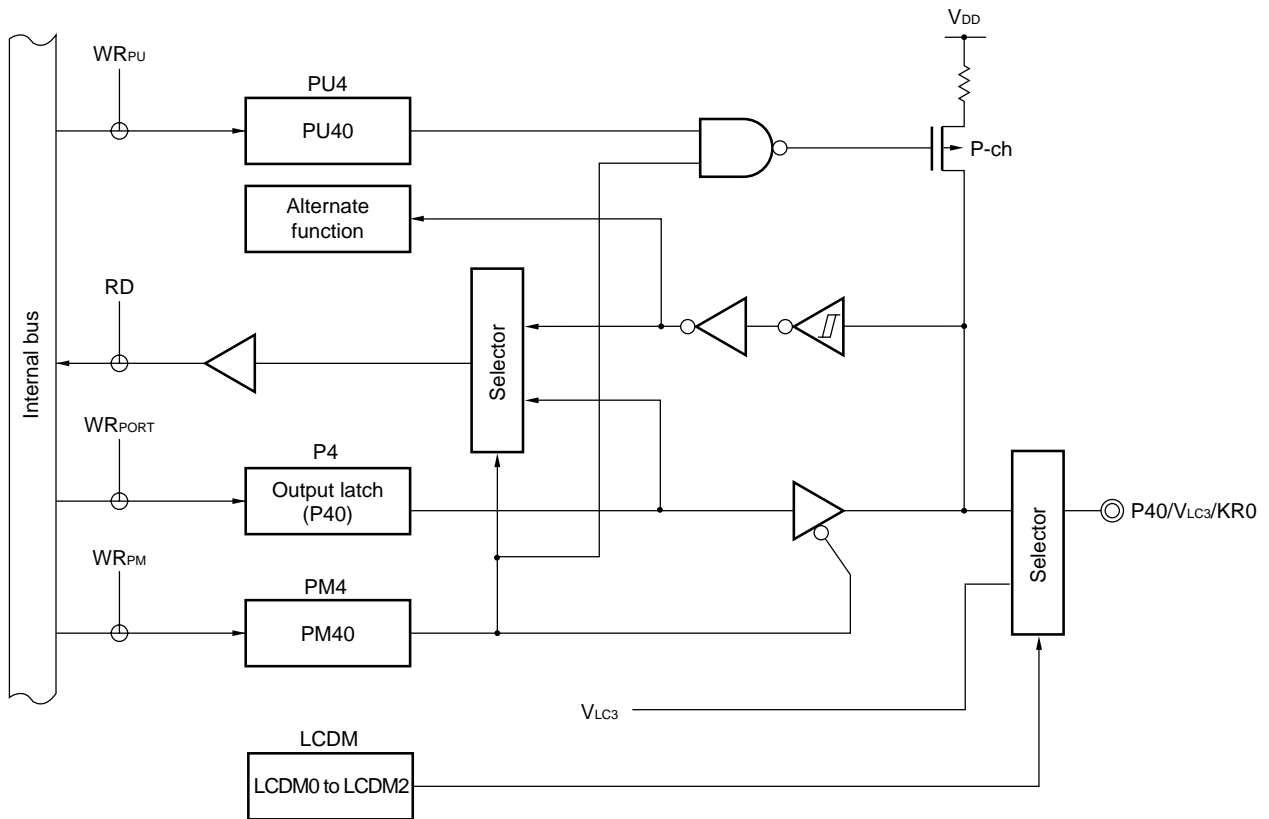 VDD
WRPU
PU4
PU40
P-ch
Alternate
function
RD
Selector
Internal bus
WRPORT
P4
Output latch
(P40)
P40/VLC3/KR0
Selector
WRPM
PM4
PM40
VLC3
LCDM
LCDM0 to LCDM2